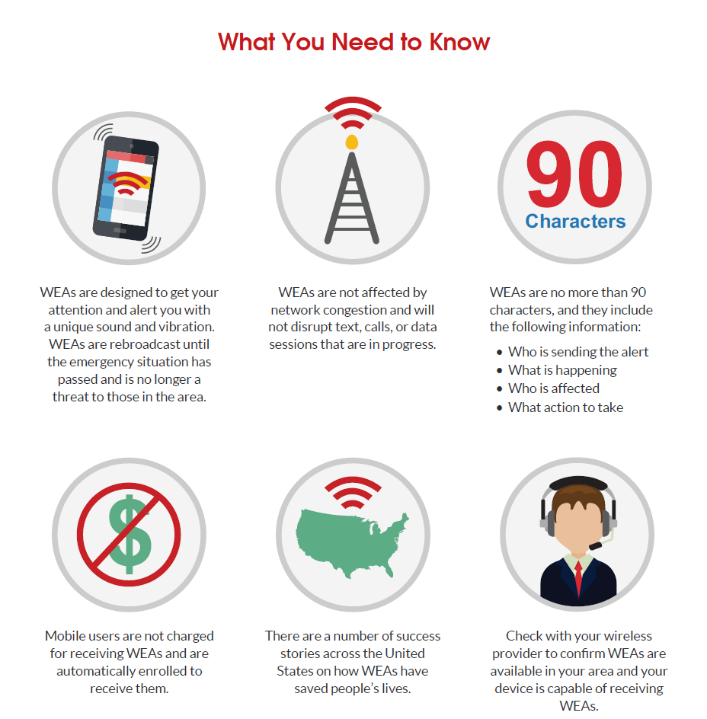 What You Need to Know
90
Characters
WEAs are designed to get your
attention and alert you with
a unique sound and vibration.
WEAs are rebroadcast until
the emergency situation has
passed and is no longer a
threat to those in the area.
WEAs are not affected by
network congestion and will
not disrupt text, calls, or data
sessions that are in progress.
WEAs are no more than 90
characters, and they include
the following information:
• Who is sending the alert
• What is happening
• Who is affected
• What action to take
$
Mobile users are not charged
for receiving WEAs and are
automatically enrolled to
receive them.
There are a number of success
stories across the United
States on how WEAs have
saved people's lives.
Check with your wireless
provider to confirm WEAs are
available in your area and your
device is capable of receiving
WEAs.